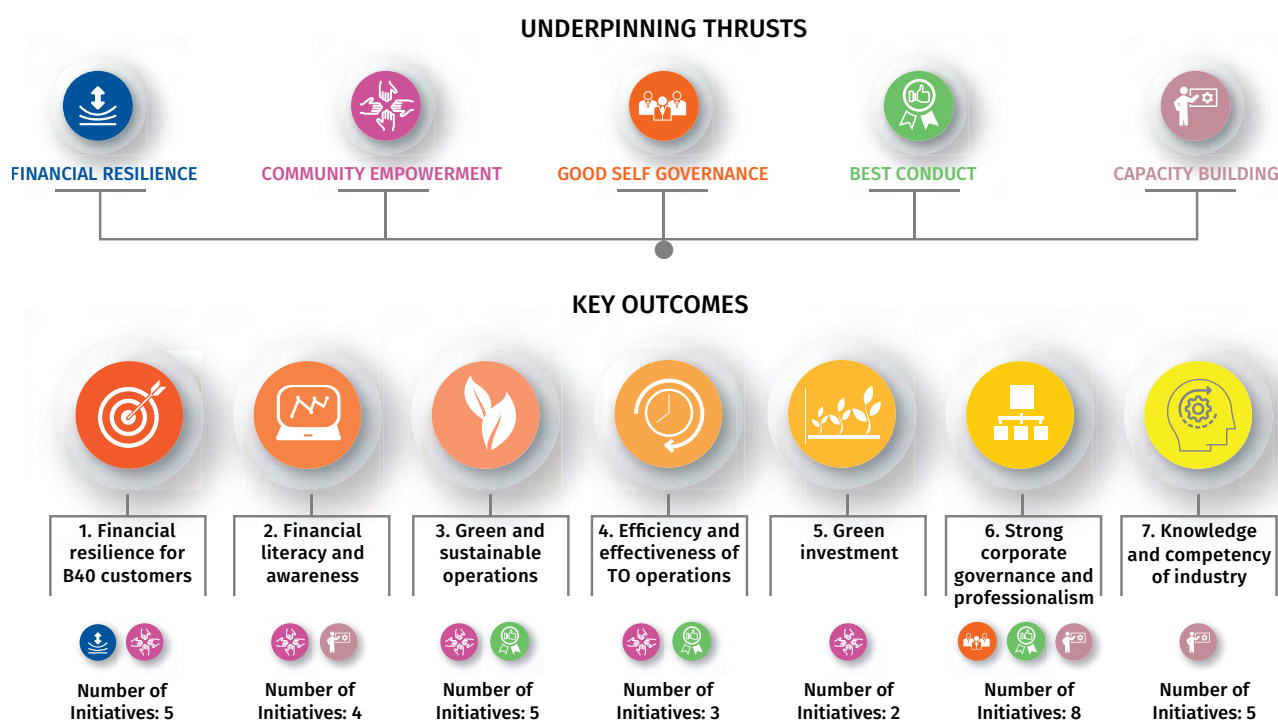 UNDERPINNING THRUSTS
FINANCIAL RESILIENCE
COMMUNITY EMPOWERMENT
GOOD SELF GOVERNANCE
BEST CONDUCT
CAPACITY BUILDING
KEY OUTCOMES
1. Financial
resilience for
B40 customers
2. Financial
literacy and
awareness
3. Green and
sustainable
operations
4. Efficiency and
effectiveness of
TO operations
5. Green
investment
6. Strong
corporate
governance and
professionalism
7. Knowledge
and competency
of industry
Number of
Initiatives: 5
Number of
Initiatives: 4
Number of
Initiatives: 5
Number of
Initiatives: 3
Number of
Initiatives: 2
Number of
Initiatives: 8
Number of
Initiatives: 5